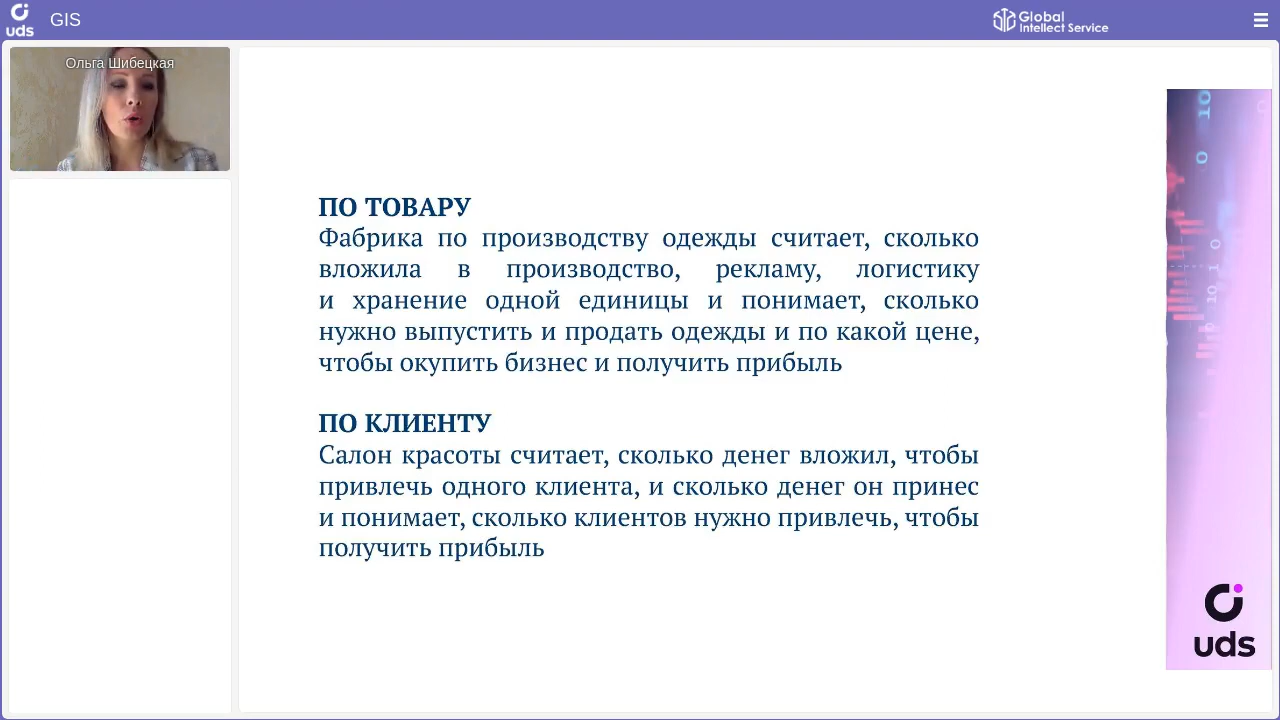 uds
GIS
Global
Intellect Service
Ольга Шибецкая
ПО ТОВАРУ
Фабрика по производству одежды считает, сколько
вложила в производство, рекламу, логистику
и хранение одной единицы и понимает, сколько
нужно выпустить и продать одежды и по какой цене,
чтобы окупить бизнес и получить прибыль
ПО КЛИЕНТУ
Салон красоты считает, сколько денег вложил, чтобы
привлечь одного клиента, и сколько денег он принес
и понимает, сколько клиентов нужно привлечь, чтобы
получить прибыль
uds